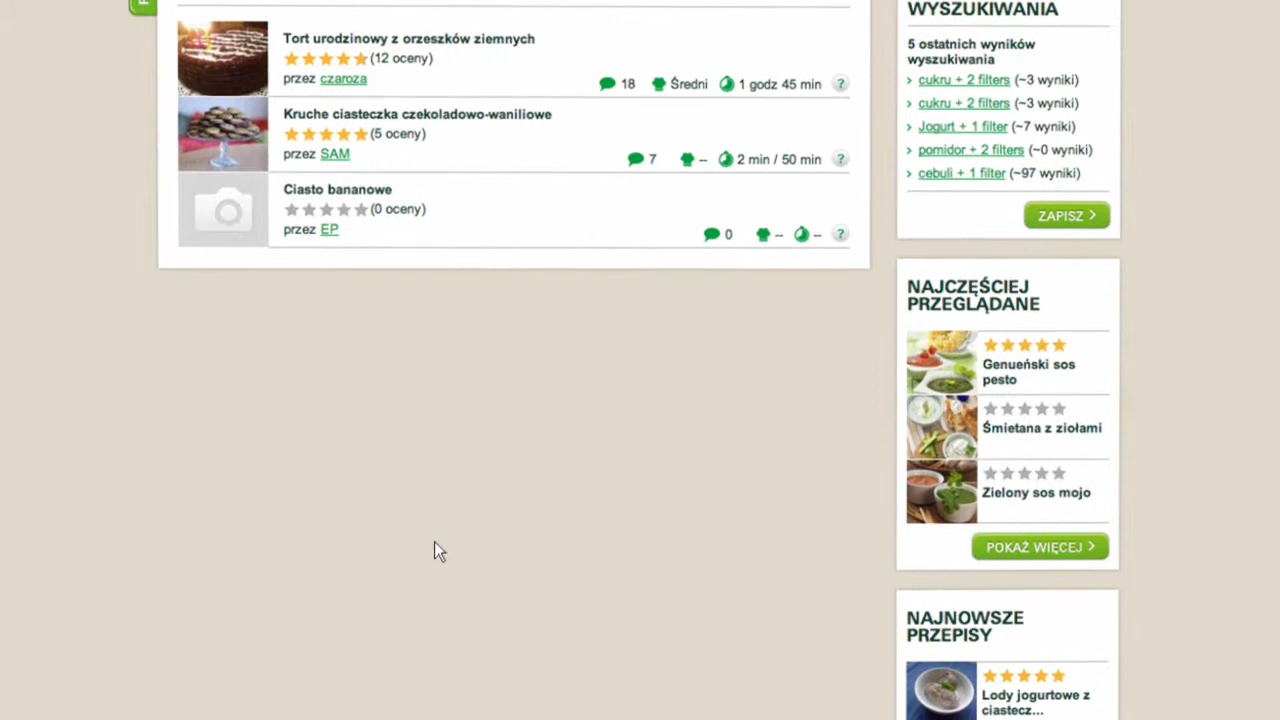 Tort urodzinowy z orzeszków ziemnych
(12 oceny)
przez czaroza
18 Średni 1 godz 45 min ?
Kruche ciasteczka czekoladowo-waniliowe
(5 oceny)
przez SAM
7 -- 2 min / 50 min ?
Ciasto bananowe
(0 oceny)
przez EP
0 -- -- ?
WYSZUKIWANIA
5 ostatnich wyników
wyszukiwania
cukru + 2 filters (~3 wyniki)
cukru + 2 filters (~3 wyniki)
Jogurt + 1 filter (~7 wyniki)
pomidor + 2 filters (~0 wyniki)
cebuli + 1 filter (~97 wyniki)
ZAPISZ
NAJCZĘŚCIEJ
PRZEGLĄDANE
Genueński sos
pesto
Śmietana z ziołami
Zielony sos mojo
POKAŻ WIĘCEJ
NAJNOWSZE
PRZEPISY
Lody jogurtowe z
ciastecz...